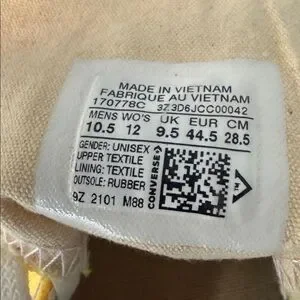 MADE IN VIETNAM
FABRIQUE AU VIETNAM
170778C 3Z3D6JCC00042
MENS WO'S UK EUR CM
10.5 12 9.5 44.5 28.5
GENDER: UNISEX
UPPER: TEXTILE
LINING: TEXTILE
OUTSOLE: RUBBER
CONVERSE
9Z 2101 M88